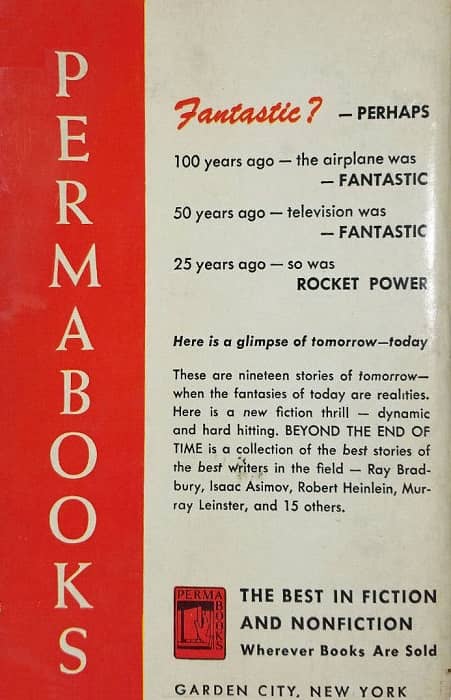 PERMABOOKS
Fantastic? — PERHAPS
100 years ago — the airplane was
— FANTASTIC
50 years ago — television was
— FANTASTIC
25 years ago — so was
ROCKET POWER
Here is a glimpse of tomorrow—today
These are nineteen stories of tomorrow—
when the fantasies of today are realities.
Here is a new fiction thrill — dynamic
and hard hitting. BEYOND THE END OF
TIME is a collection of the best stories of
the best writers in the field — Ray Brad-
bury, Isaac Asimov, Robert Heinlein, Mur-
ray Leinster, and 15 others.
PERMA
BOOKS
THE BEST IN FICTION
AND NONFICTION
Wherever Books Are Sold
GARDEN CITY, NEW YORK